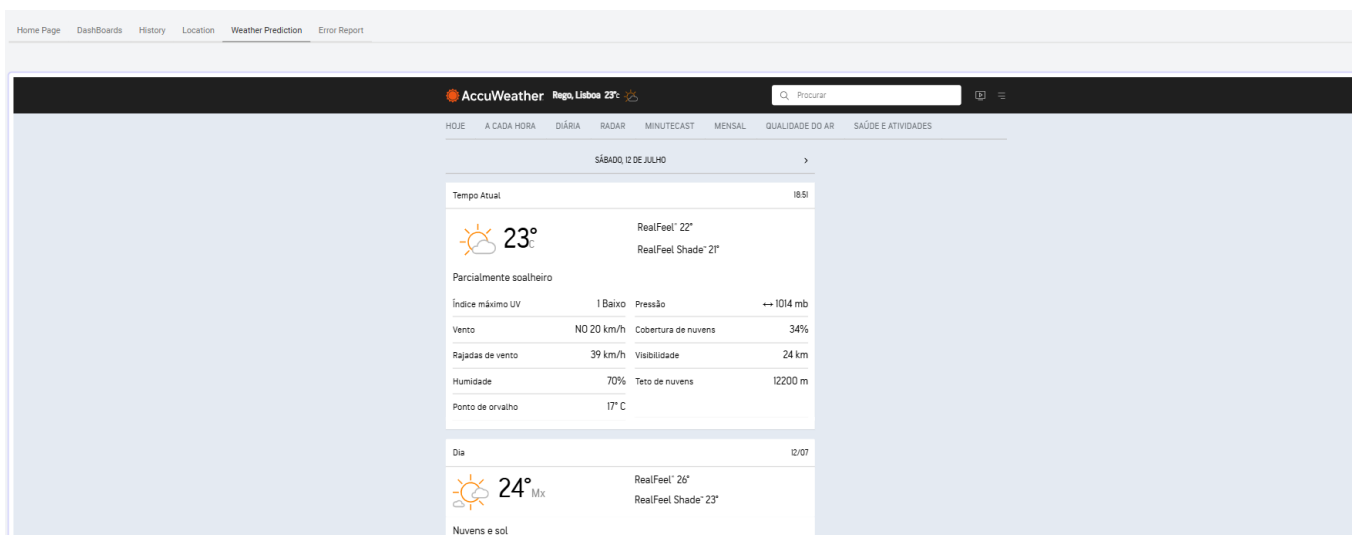 Home Page DashBoards History Location Weather Prediction Error Report
AccuWeather Rego, Lisboa 23°C Procurar
HOJE A CADA HORA DIÁRIA RADAR MINUTECAST MENSAL QUALIDADE DO AR SAÚDE E ATIVIDADES
SÁBADO, 12 DE JULHO >
Tempo Atual 18:51
23°C RealFeel® 22°
RealFeel Shade™ 21°
Parcialmente soalheiro
Índice máximo UV 1 Baixo Pressão ↔ 1014 mb
Vento NO 20 km/h Cobertura de nuvens 34%
Rajadas de vento 39 km/h Visibilidade 24 km
Humidade 70% Teto de nuvens 12200 m
Ponto de orvalho 17° C
Dia 12/07
24° Mx RealFeel® 26°
RealFeel Shade™ 23°
Nuvens e sol